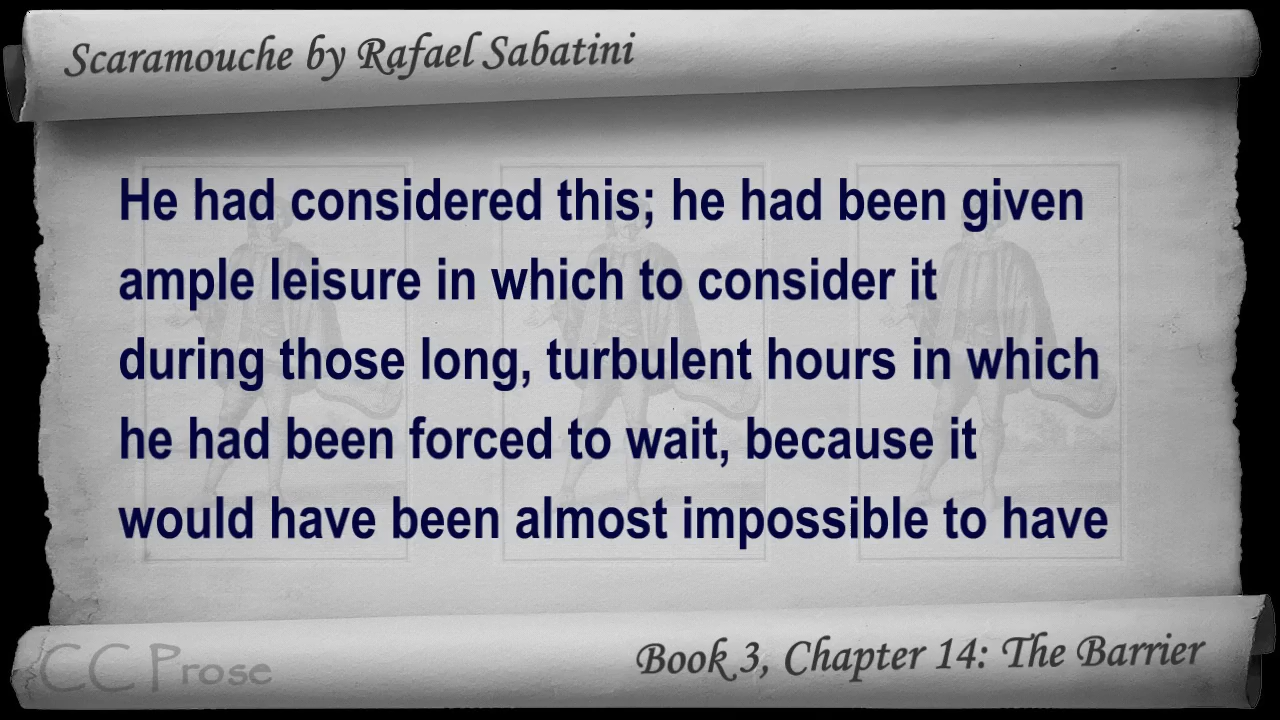 Scaramouche by Rafael Sabatini
He had considered this; he had been given
ample leisure in which to consider it
during those long, turbulent hours in which
he had been forced to wait, because it
would have been almost impossible to have
CC Prose
Book 3, Chapter 14: The Barrier